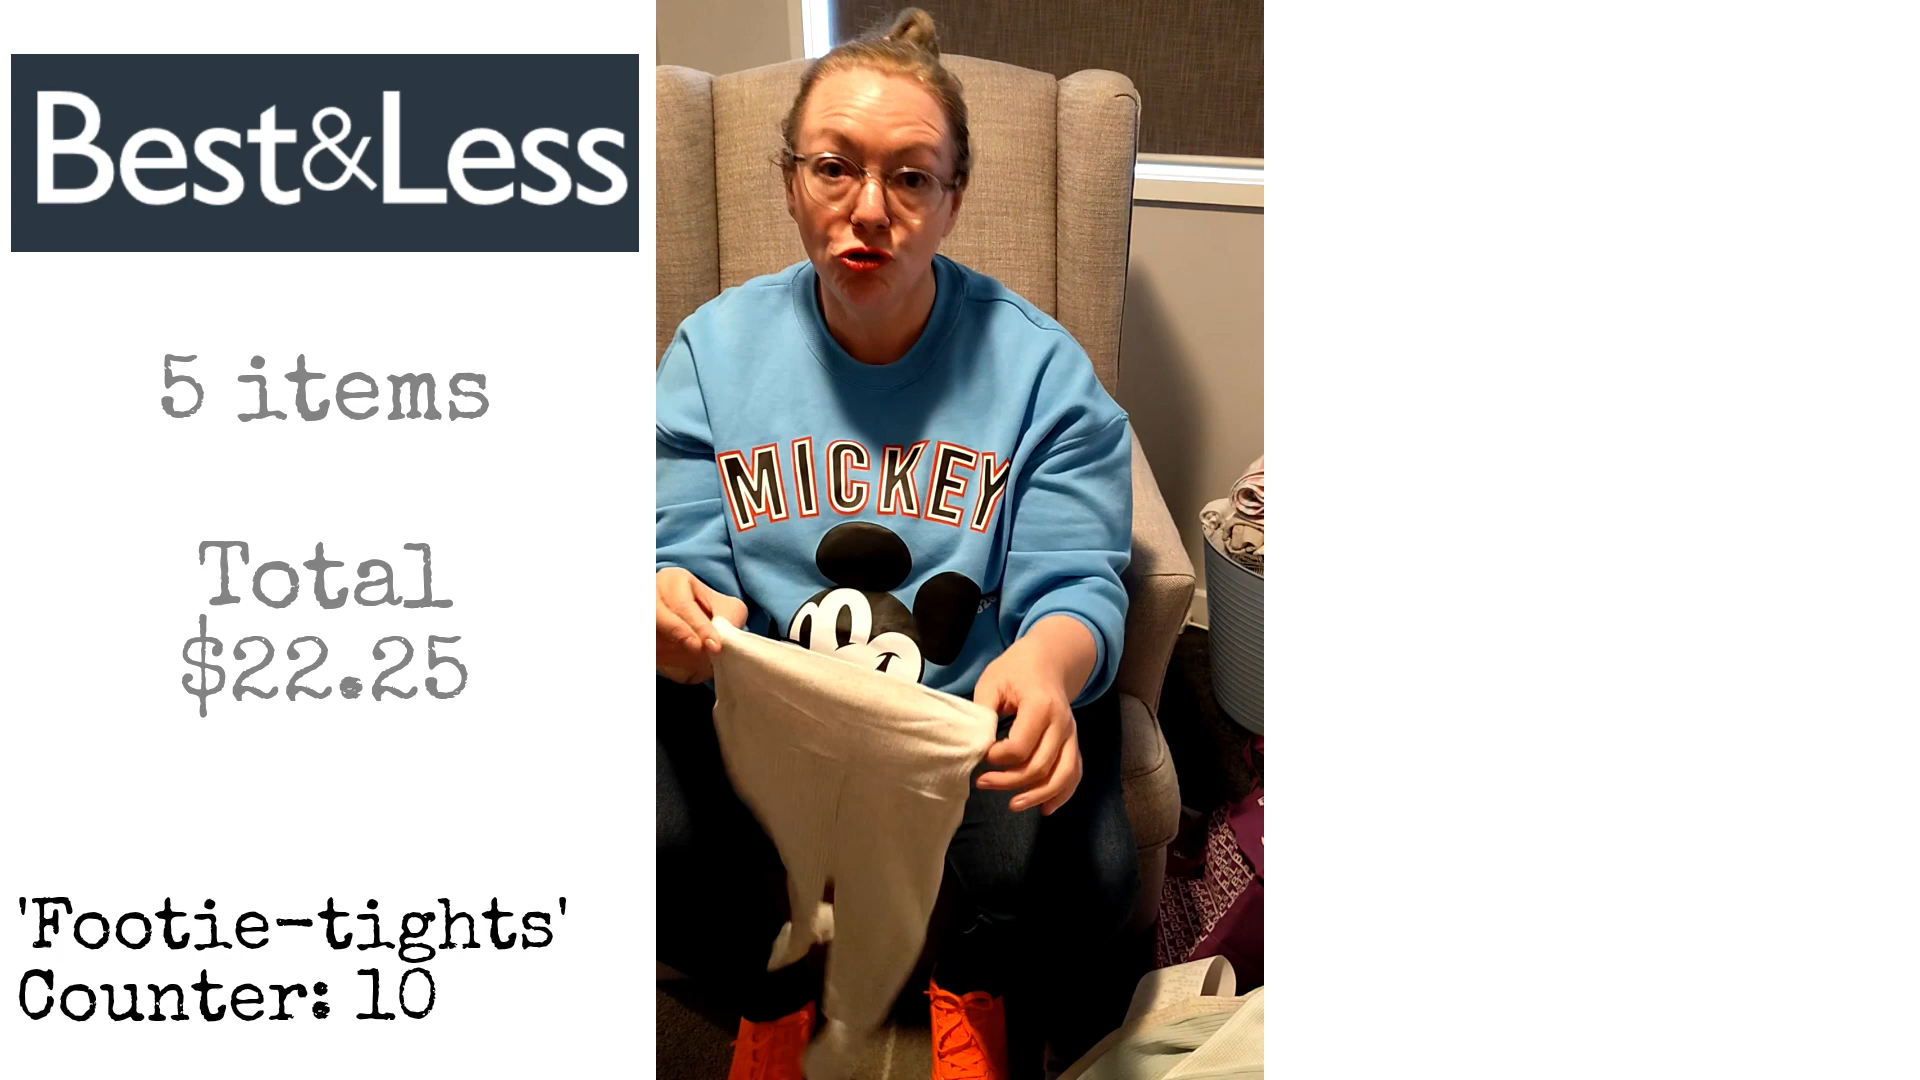 Best&Less
5 items
Total
$22.25
'Footie-tights'
Counter: 10
MICKEY